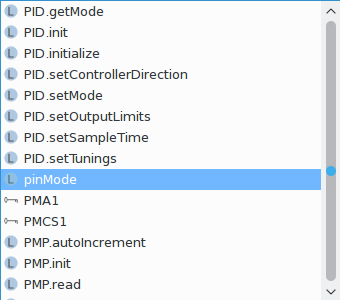 PID.getMode
PID.init
PID.initialize
PID.setControllerDirection
PID.setMode
PID.setOutputLimits
PID.setSampleTime
PID.setTunings
pinMode
PMA1
PMCS1
PMP.autoIncrement
PMP.init
PMP.read